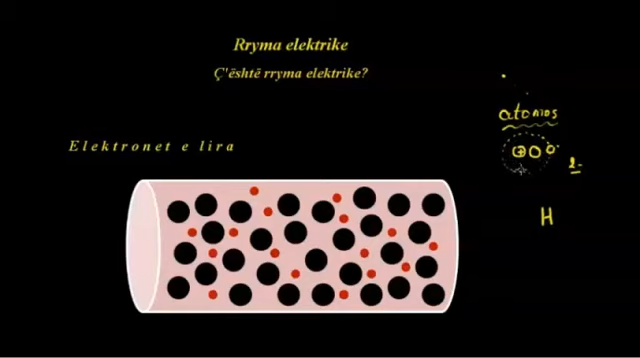 Rryma elektrike
Ç'është rryma elektrike?
atomos
Elektronet e lira
H